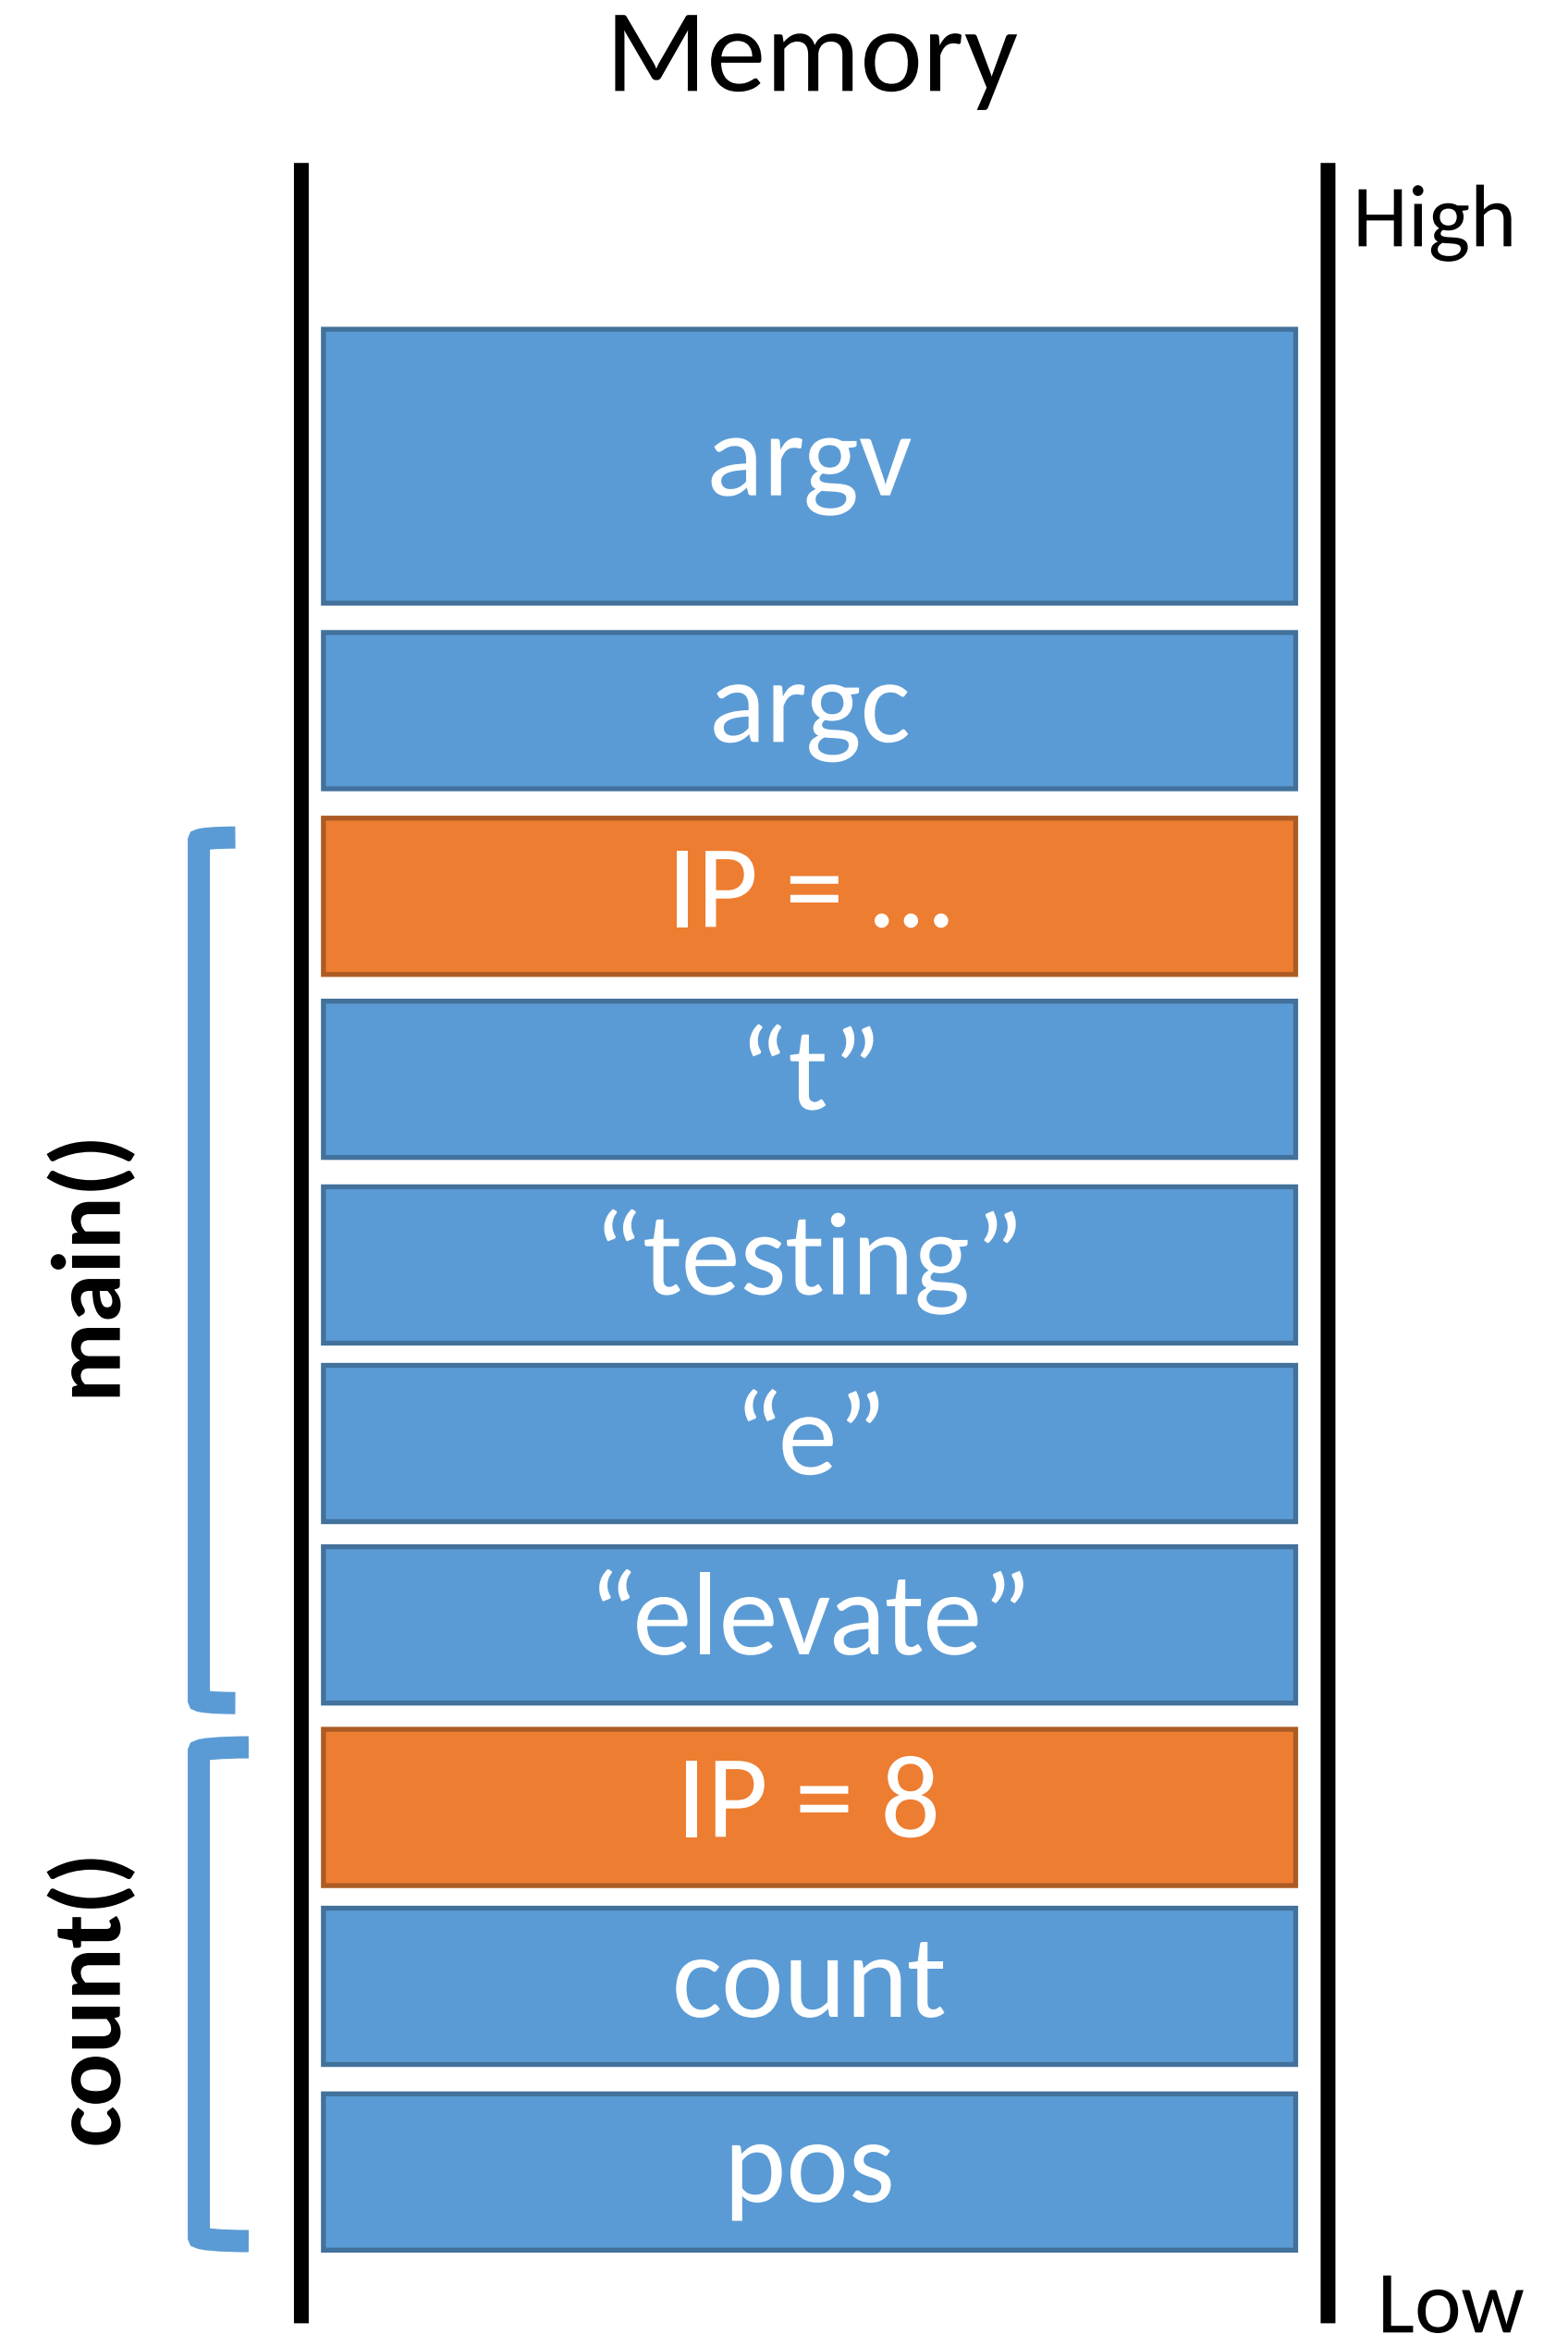 Memory
High
argv
argc
IP = …
“t”
“testing”
“e”
“elevate”
main()
IP = 8
count
pos
count()
Low